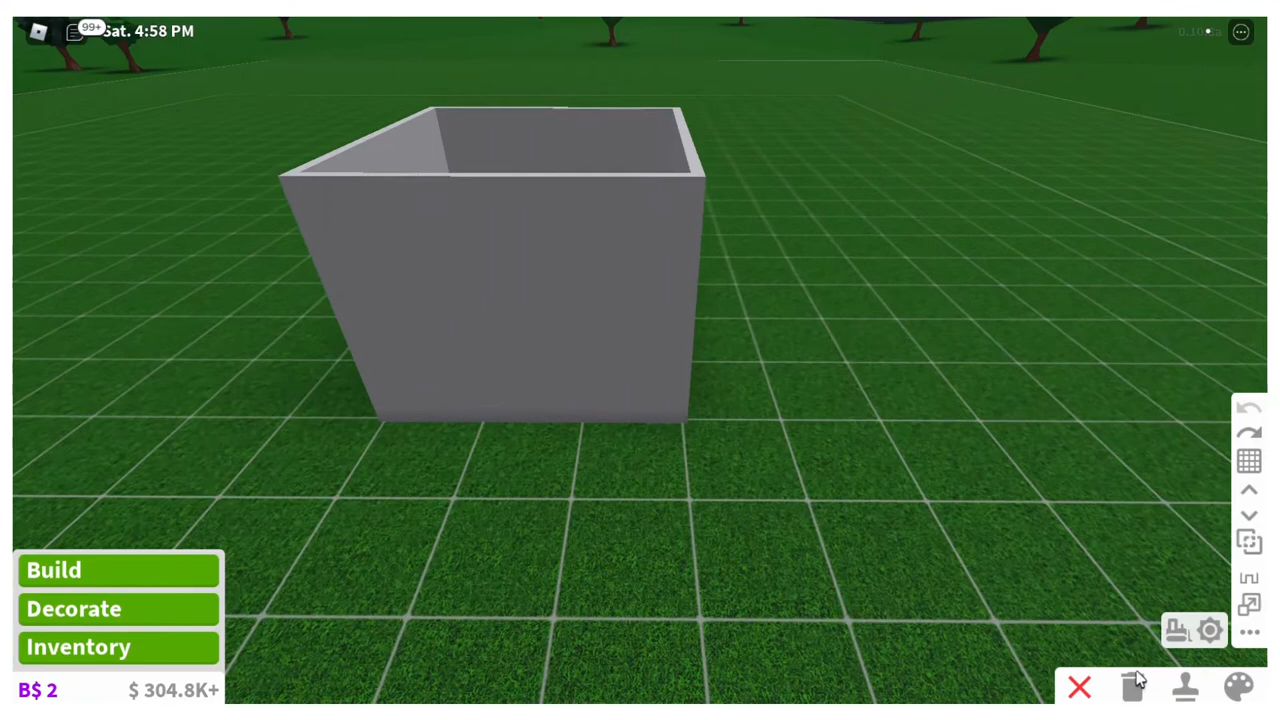 99+
Sat. 4:58 PM
Build
Decorate
Inventory
B$ 2
$ 304.8K+